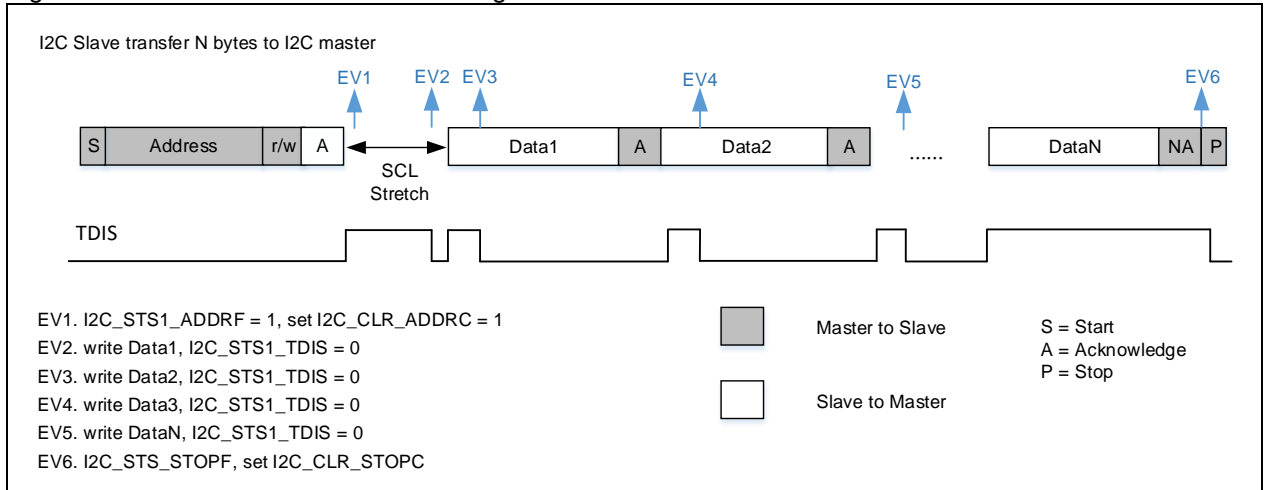 I2C Slave transfer N bytes to I2C master
EV1 EV2 EV3 EV4 EV5 EV6
S Address r/w A Data1 A Data2 A ...... DataN NA P
SCL
Stretch
TDIS
EV1. I2C_STS1_ADDRF = 1, set I2C_CLR_ADDRC = 1
EV2. write Data1, I2C_STS1_TDIS = 0
EV3. write Data2, I2C_STS1_TDIS = 0
EV4. write Data3, I2C_STS1_TDIS = 0
EV5. write DataN, I2C_STS1_TDIS = 0
EV6. I2C_STS_STOPF, set I2C_CLR_STOPC
Master to Slave
Slave to Master
S = Start
A = Acknowledge
P = Stop